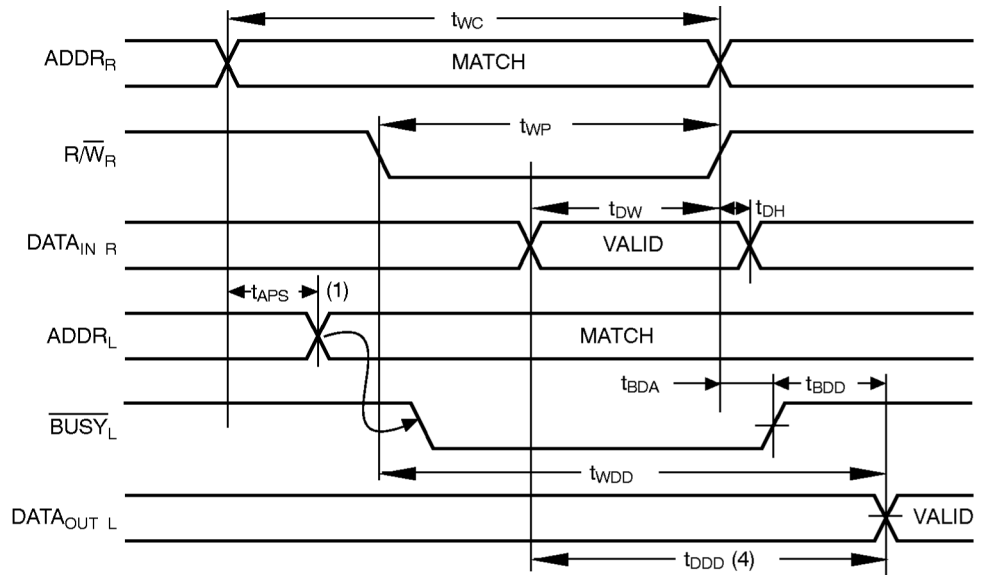 tWC
ADDRR
MATCH
tWP
R/W̅R
tDW
tDH
DATAIN R
VALID
tAPS
(1)
ADDRL
MATCH
tBDA
tBDD
B̅U̅S̅Y̅L
tWDD
DATAOUT L
VALID
tDDD (4)